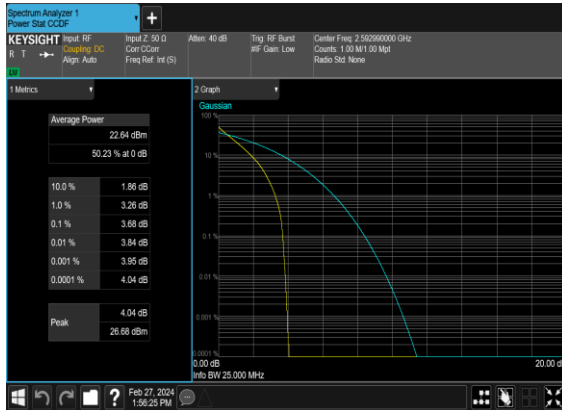 Spectrum Analyzer 1
Power Stat CCDF
+
KEYSIGHT
R T
LXI
Input: RF
Coupling: DC
Align: Auto
Input Z: 50 Ω
Corr CCorr
Freq Ref: Int (S)
Atten: 40 dB
Trig: RF Burst
#IF Gain: Low
Center Freq: 2.592990000 GHz
Counts: 1.00 M/1.00 Mpt
Radio Std: None
1 Metrics
Average Power
22.64 dBm
50.23 % at 0 dB
10.0 % 1.86 dB
1.0 % 3.26 dB
0.1 % 3.68 dB
0.01 % 3.84 dB
0.001 % 3.95 dB
0.0001 % 4.04 dB
Peak
4.04 dB
26.68 dBm
2 Graph
Gaussian
100 %
10 %
1 %
0.1 %
0.01 %
0.001 %
0.0001 %
0.00 dB
20.00 d
Info BW 25.000 MHz
?
Feb 27, 2024
1:56:25 PM